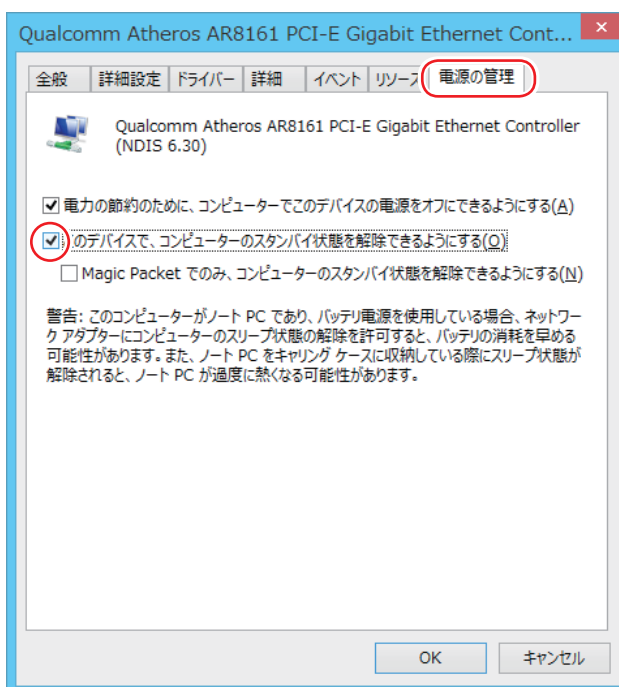 Qualcomm Atheros AR8161 PCI-E Gigabit Ethernet Cont...
全般 詳細設定 ドライバー 詳細 イベント リソース 電源の管理
Qualcomm Atheros AR8161 PCI-E Gigabit Ethernet Controller
(NDIS 6.30)
電力の節約のために、コンピューターでこのデバイスの電源をオフにできるようにする(A)
のデバイスで、コンピューターのスタンバイ状態を解除できるようにする(O)
Magic Packet でのみ、コンピューターのスタンバイ状態を解除できるようにする(N)
警告: このコンピューターがノート PC であり、バッテリ電源を使用している場合、ネットワー
ク アダプターにコンピューターのスリープ状態の解除を許可すると、バッテリの消耗を早める
可能性があります。また、ノート PC をキャリング ケースに収納している際にスリープ状態が
解除されると、ノート PC が過度に熱くなる可能性があります。
OK キャンセル